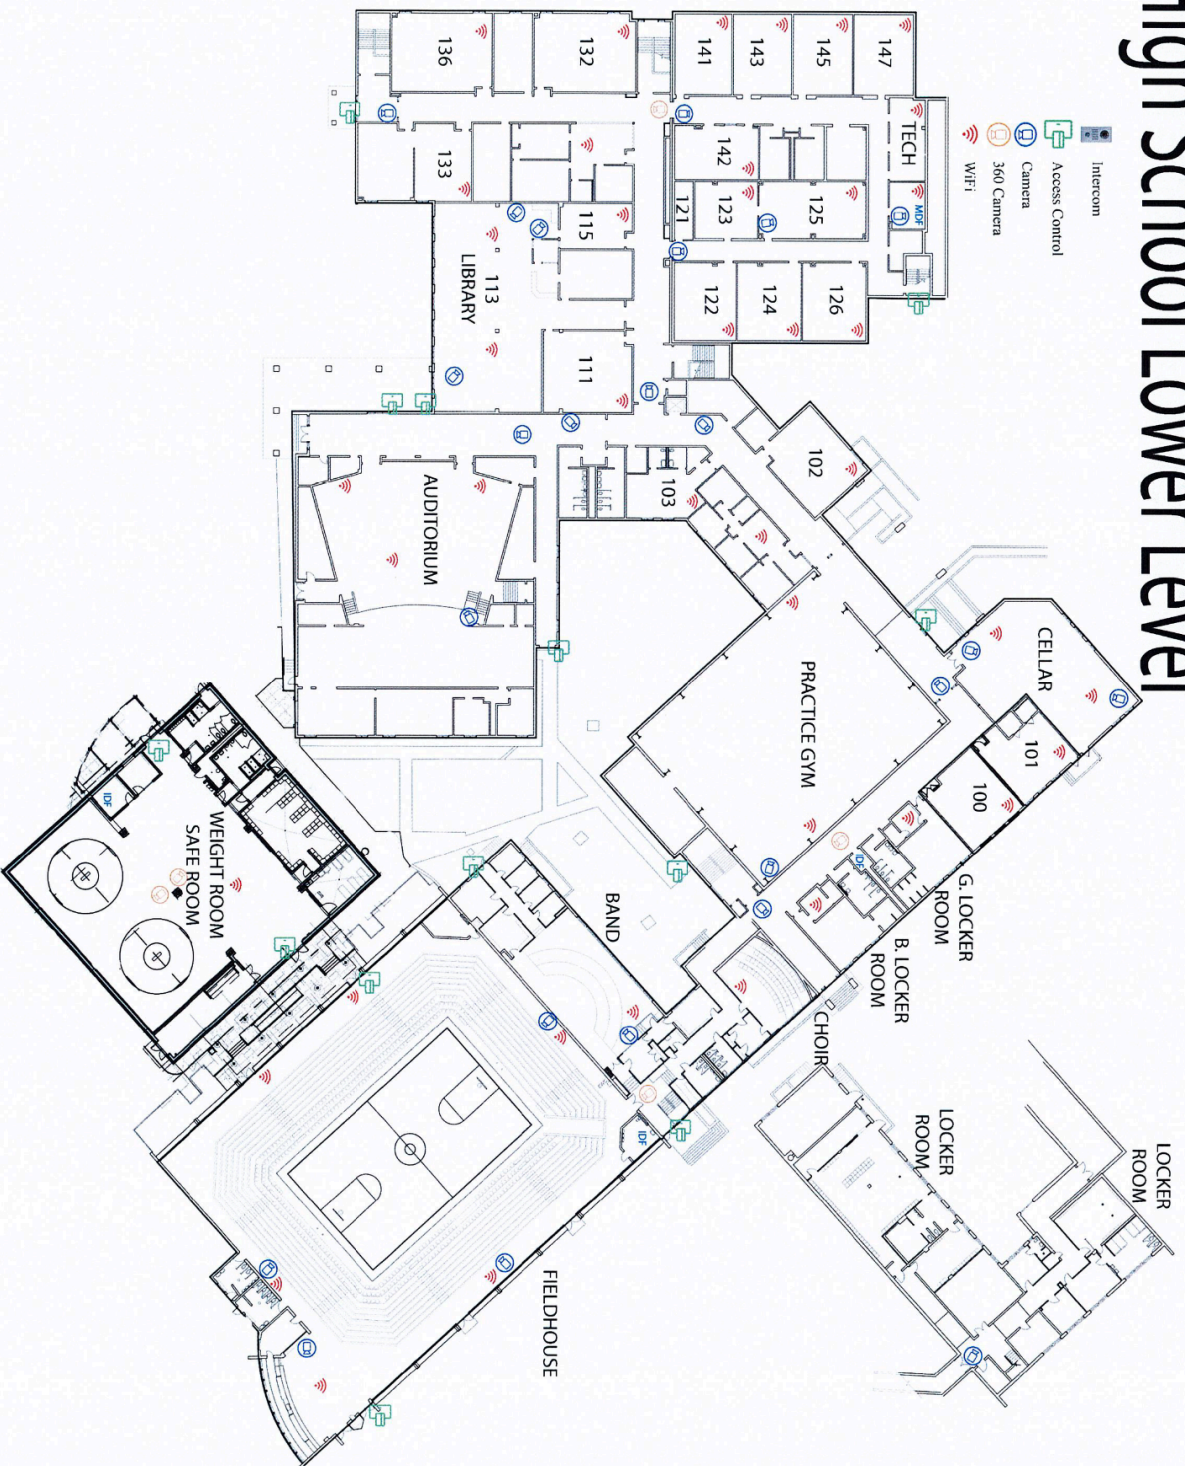 High School Lower Level
Intercom
Access Control
Camera
360 Camera
WiFi
147
145
143
141
132
136
TECH
MDF
142
133
125
123
121
115
126
124
122
113
LIBRARY
111
102
103
AUDITORIUM
CELLAR
101
100
PRACTICE GYM
IDF
G. LOCKER
ROOM
B. LOCKER
ROOM
BAND
CHOIR
WEIGHT ROOM
SAFE ROOM
IDF
IDF
FIELDHOUSE
LOCKER
ROOM
LOCKER
ROOM